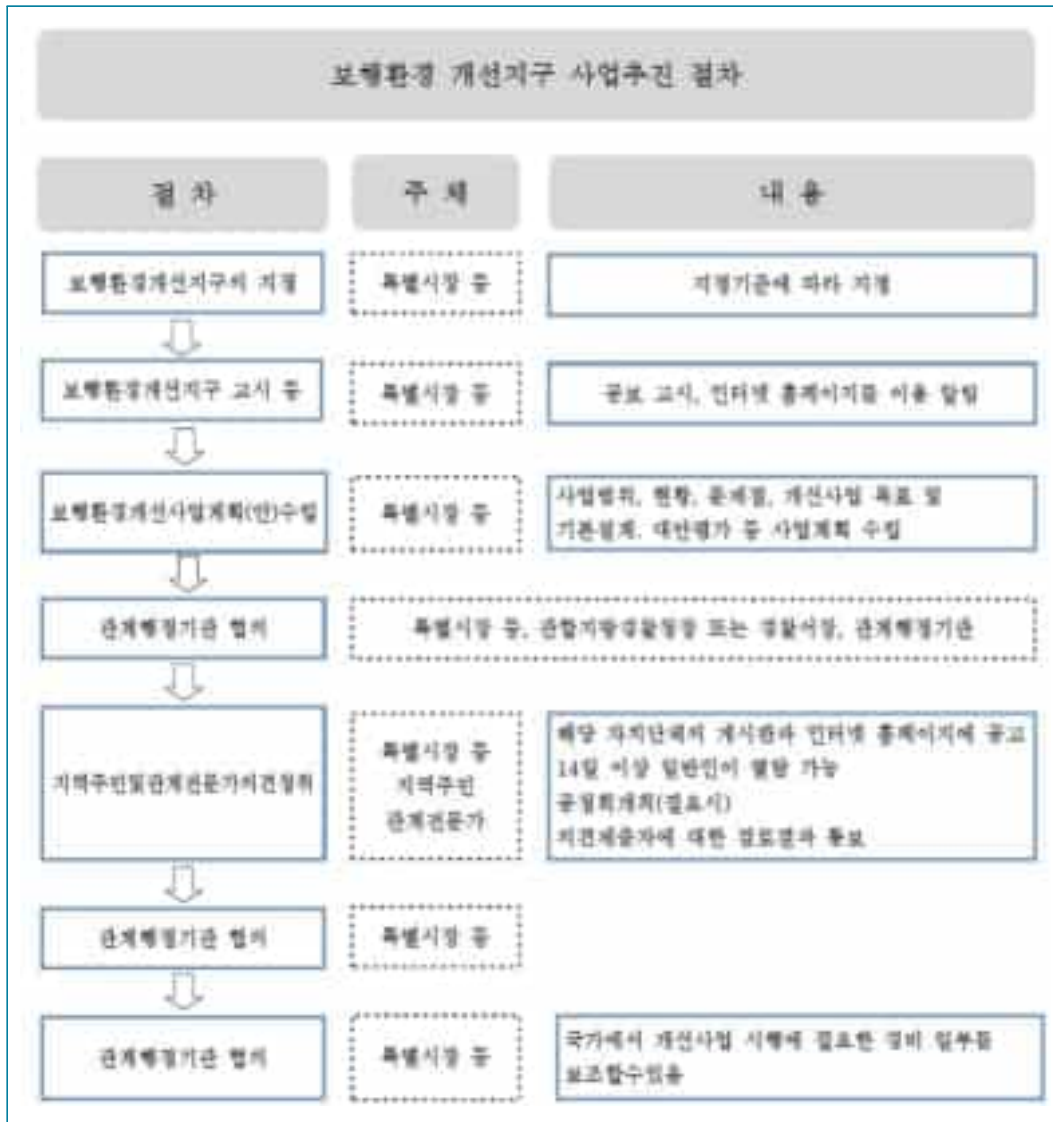 보행환경 개선지구 사업추진 절차
절 차
주 체
내 용
보행환경개선지구의 지정
특별시장 등
지정기준에 따라 지정
보행환경개선지구 고시 등
특별시장 등
공보 고시, 인터넷 홈페이지를 이용 알림
보행환경개선사업계획(안)수립
특별시장 등
사업범위, 현황, 문제점, 개선사업 목표 및
기본설계, 대안평가 등 사업계획 수립
관계행정기관 협의
특별시장 등, 관할지방경찰청장 또는 경찰서장, 관계행정기관
지역주민및관계전문가의견청취
특별시장 등
지역주민
관계전문가
해당 자치단체의 게시판과 인터넷 홈페이지에 공고
14일 이상 일반인이 열람 가능
공청회개최(필요시)
의견제출자에 대한 검토결과 통보
관계행정기관 협의
특별시장 등
관계행정기관 협의
특별시장 등
국가에서 개선사업 시행에 필요한 경비 일부를
보조할수있음